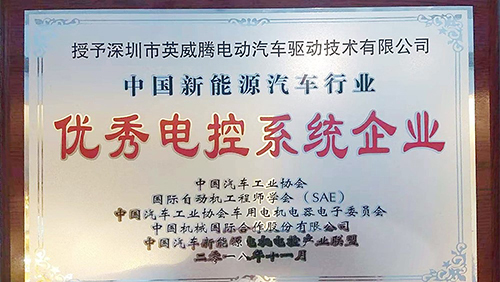 授予深圳市英威腾电动汽车驱动技术有限公司
中国新能源汽车行业
优秀电控系统企业
中国汽车工业协会
国际自动机工程师学会（SAE）
中国汽车工业协会车用电机电器电子委员会
中国机械国际合作股份有限公司
中国汽车新能源电机电控产业联盟
二零一八年十一月